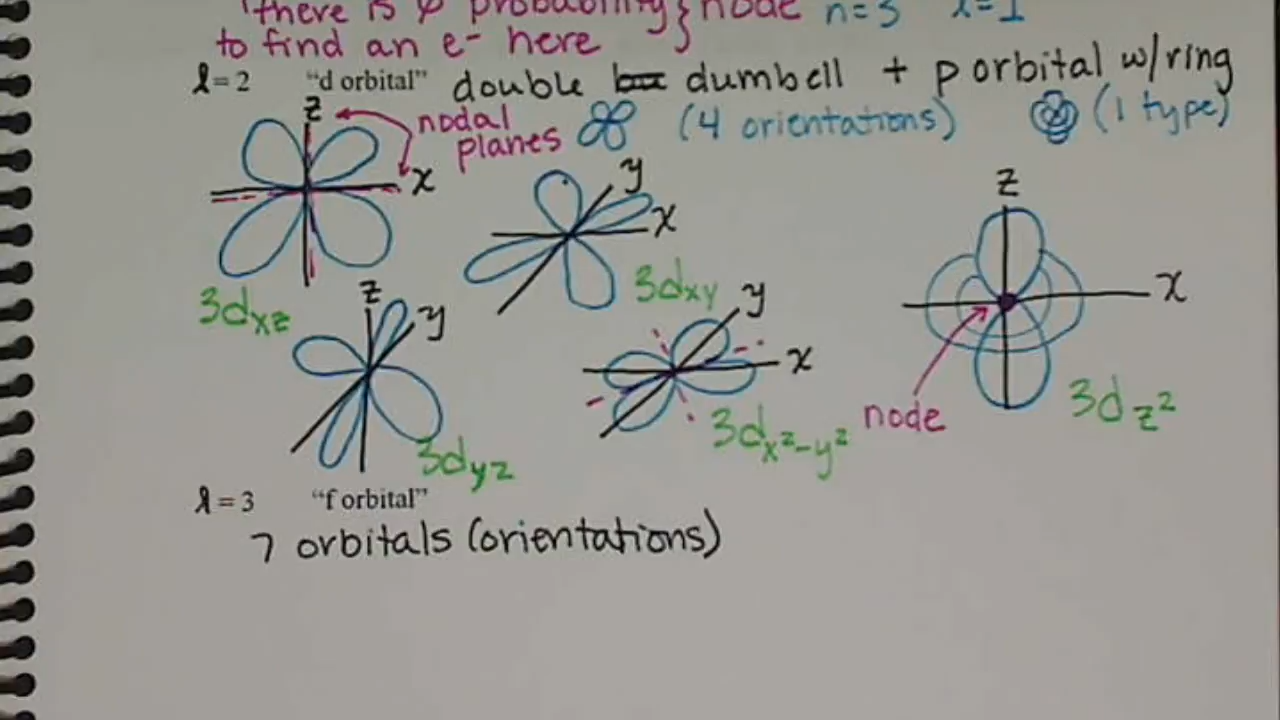 there is ∅ probability } node n=3 l=1
to find an e- here
l = 2 "d orbital" double dumbell + p orbital w/ring
nodal planes (4 orientations) (1 type)
z
x
3dxz
y
x
3dxy
z
x
node
3dz²
z
y
3dyz
y
x
3dx²-y²
l = 3 "f orbital"
7 orbitals (orientations)